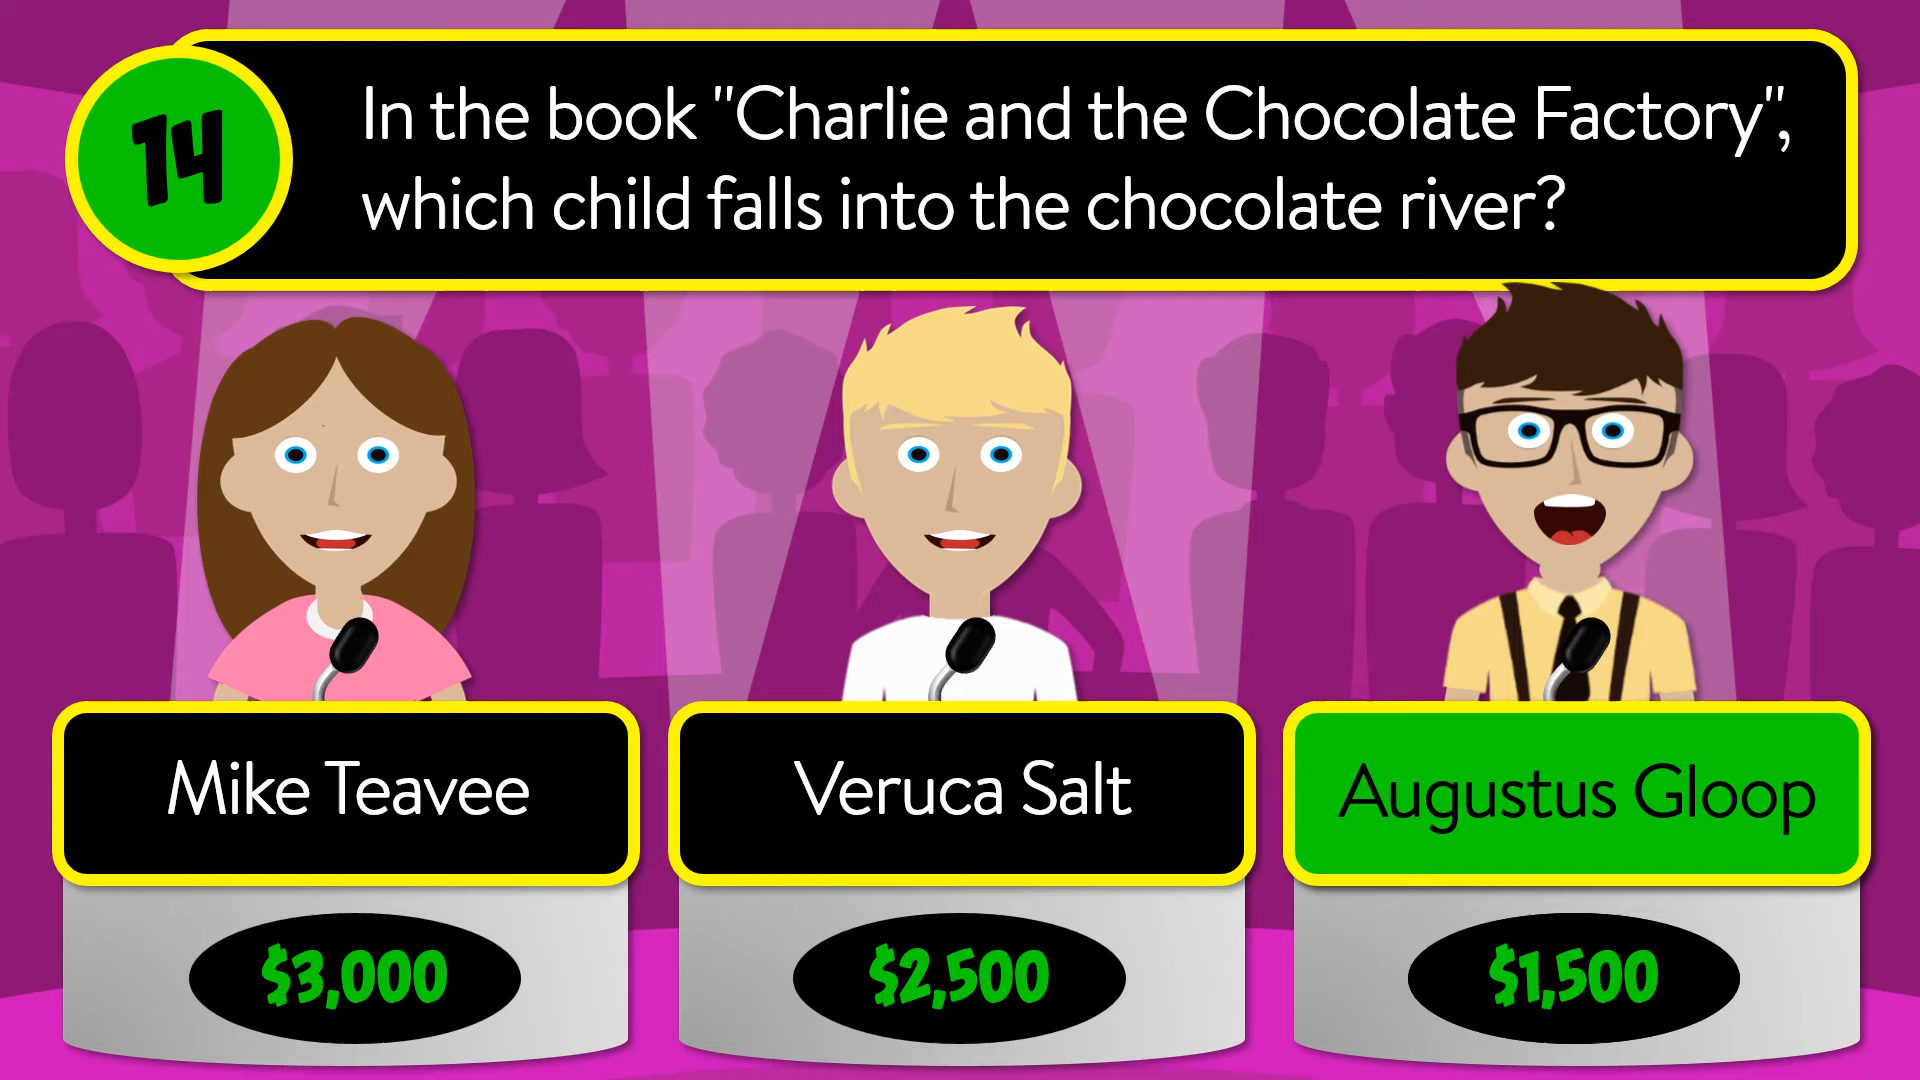 14
In the book "Charlie and the Chocolate Factory",
which child falls into the chocolate river?
Mike Teavee
Veruca Salt
Augustus Gloop
$3,000
$2,500
$1,500